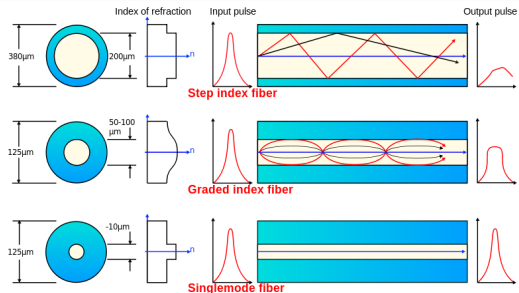 Index of refraction Input pulse Output pulse
380µm 200µm n
Step index fiber
125µm 50-100
µm n
Graded index fiber
125µm -10µm n
Singlemode fiber